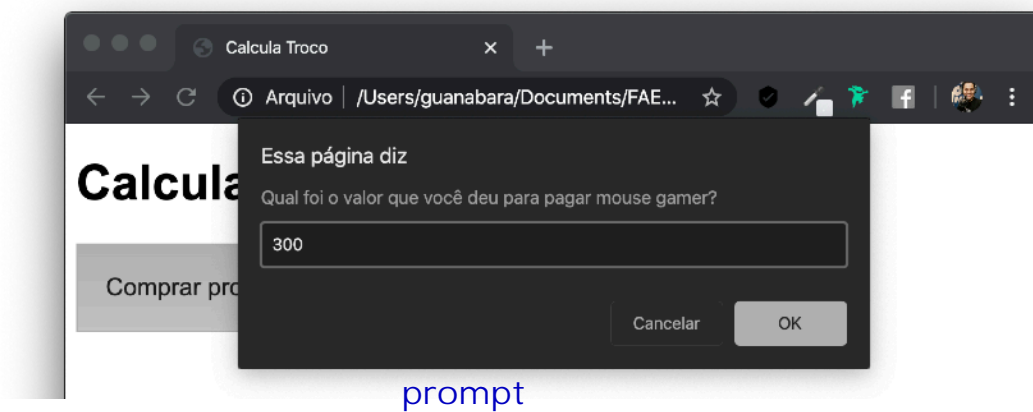 Calcula Troco
Arquivo | /Users/guanabara/Documents/FAE...
Essa página diz
Calcula
Qual foi o valor que você deu para pagar mouse gamer?
300
Comprar pro
Cancelar
OK
prompt